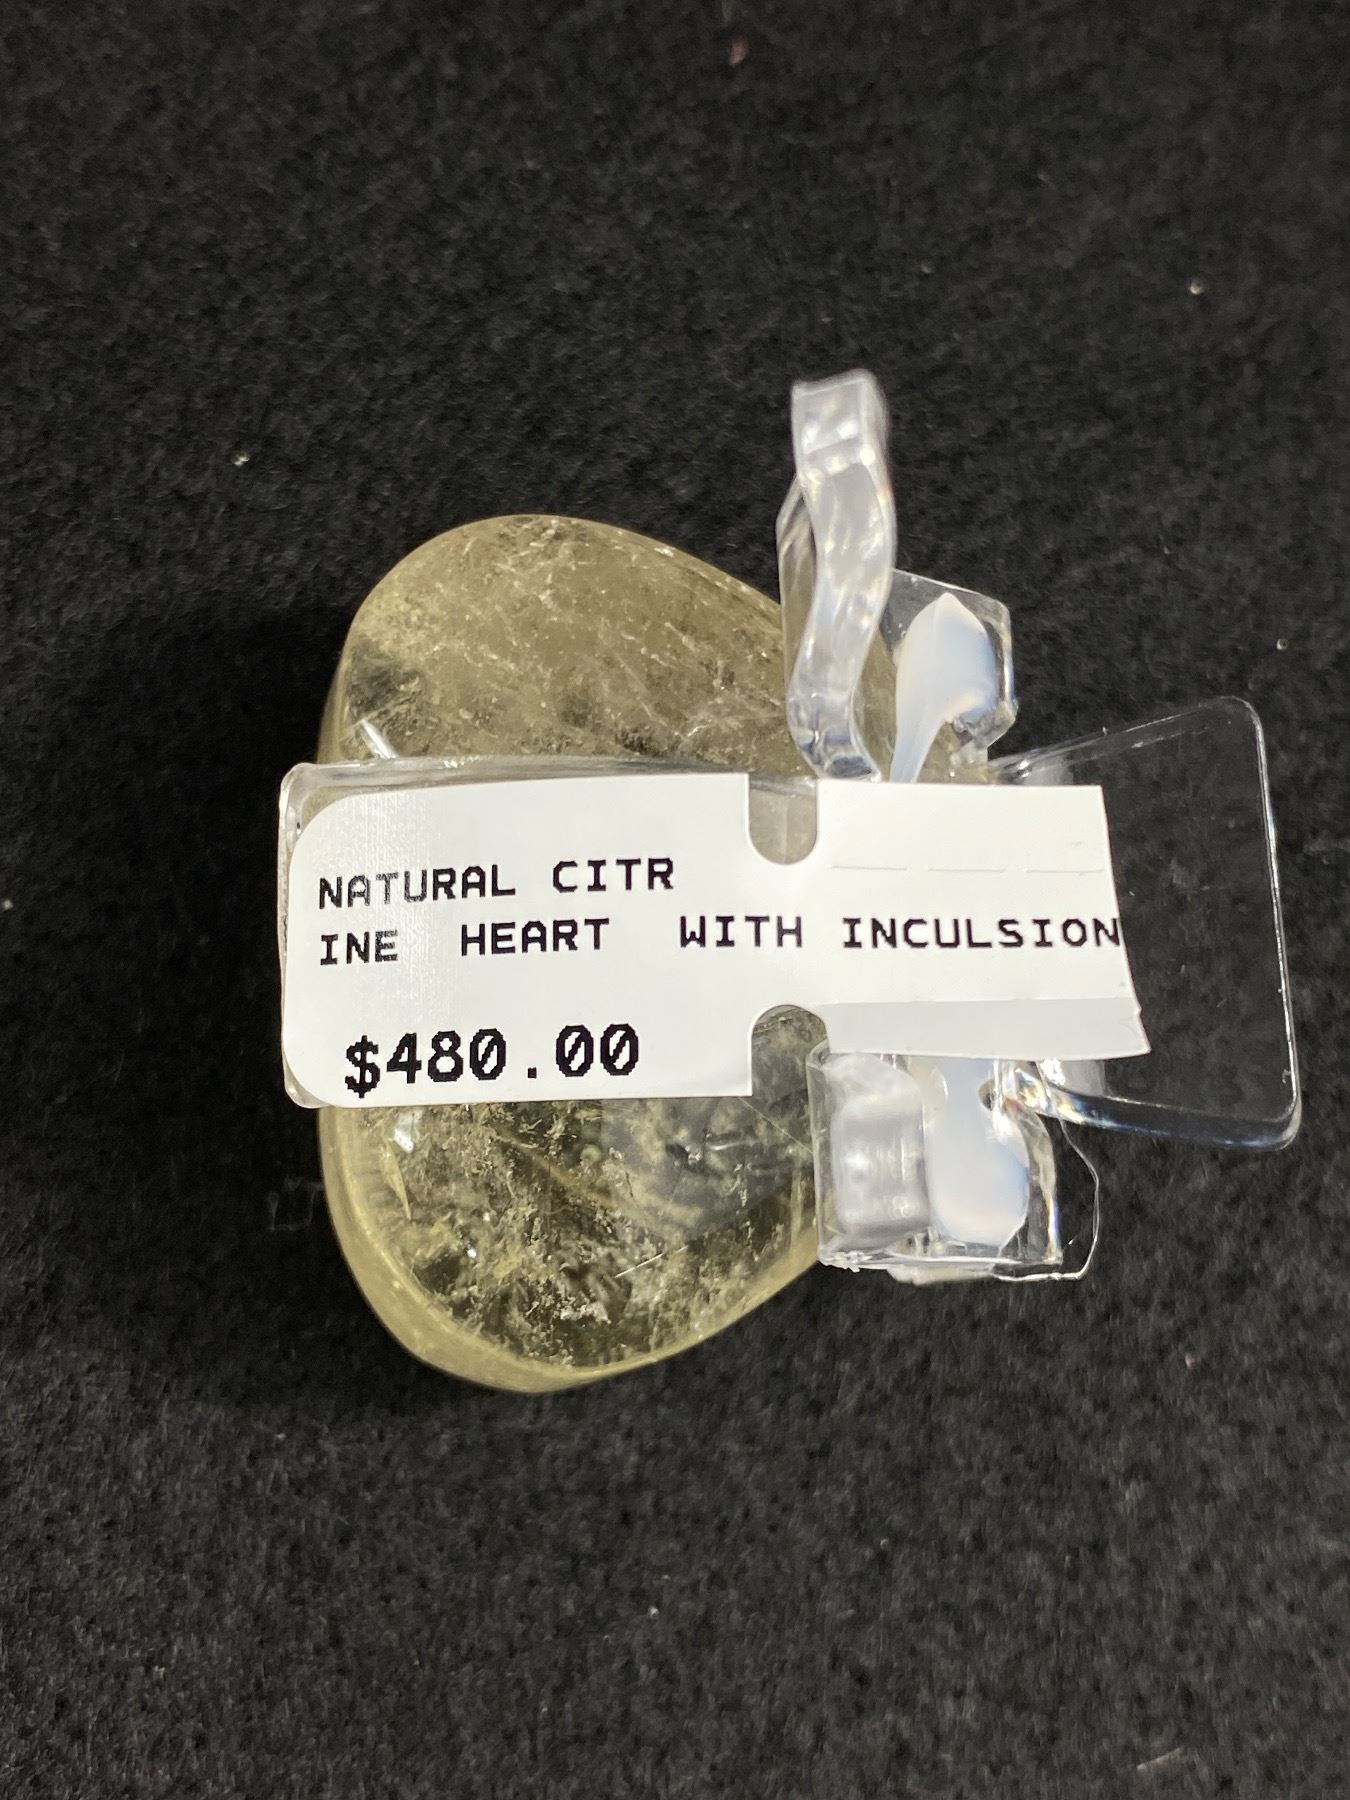 NATURAL CITR
INE HEART WITH INCULSION
$480.00